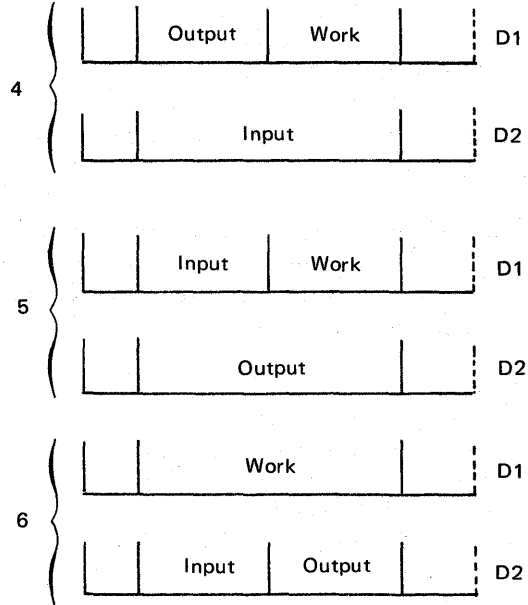 Output Work D1
4
Input D2
Input Work D1
5
Output D2
Work D1
6
Input Output D2